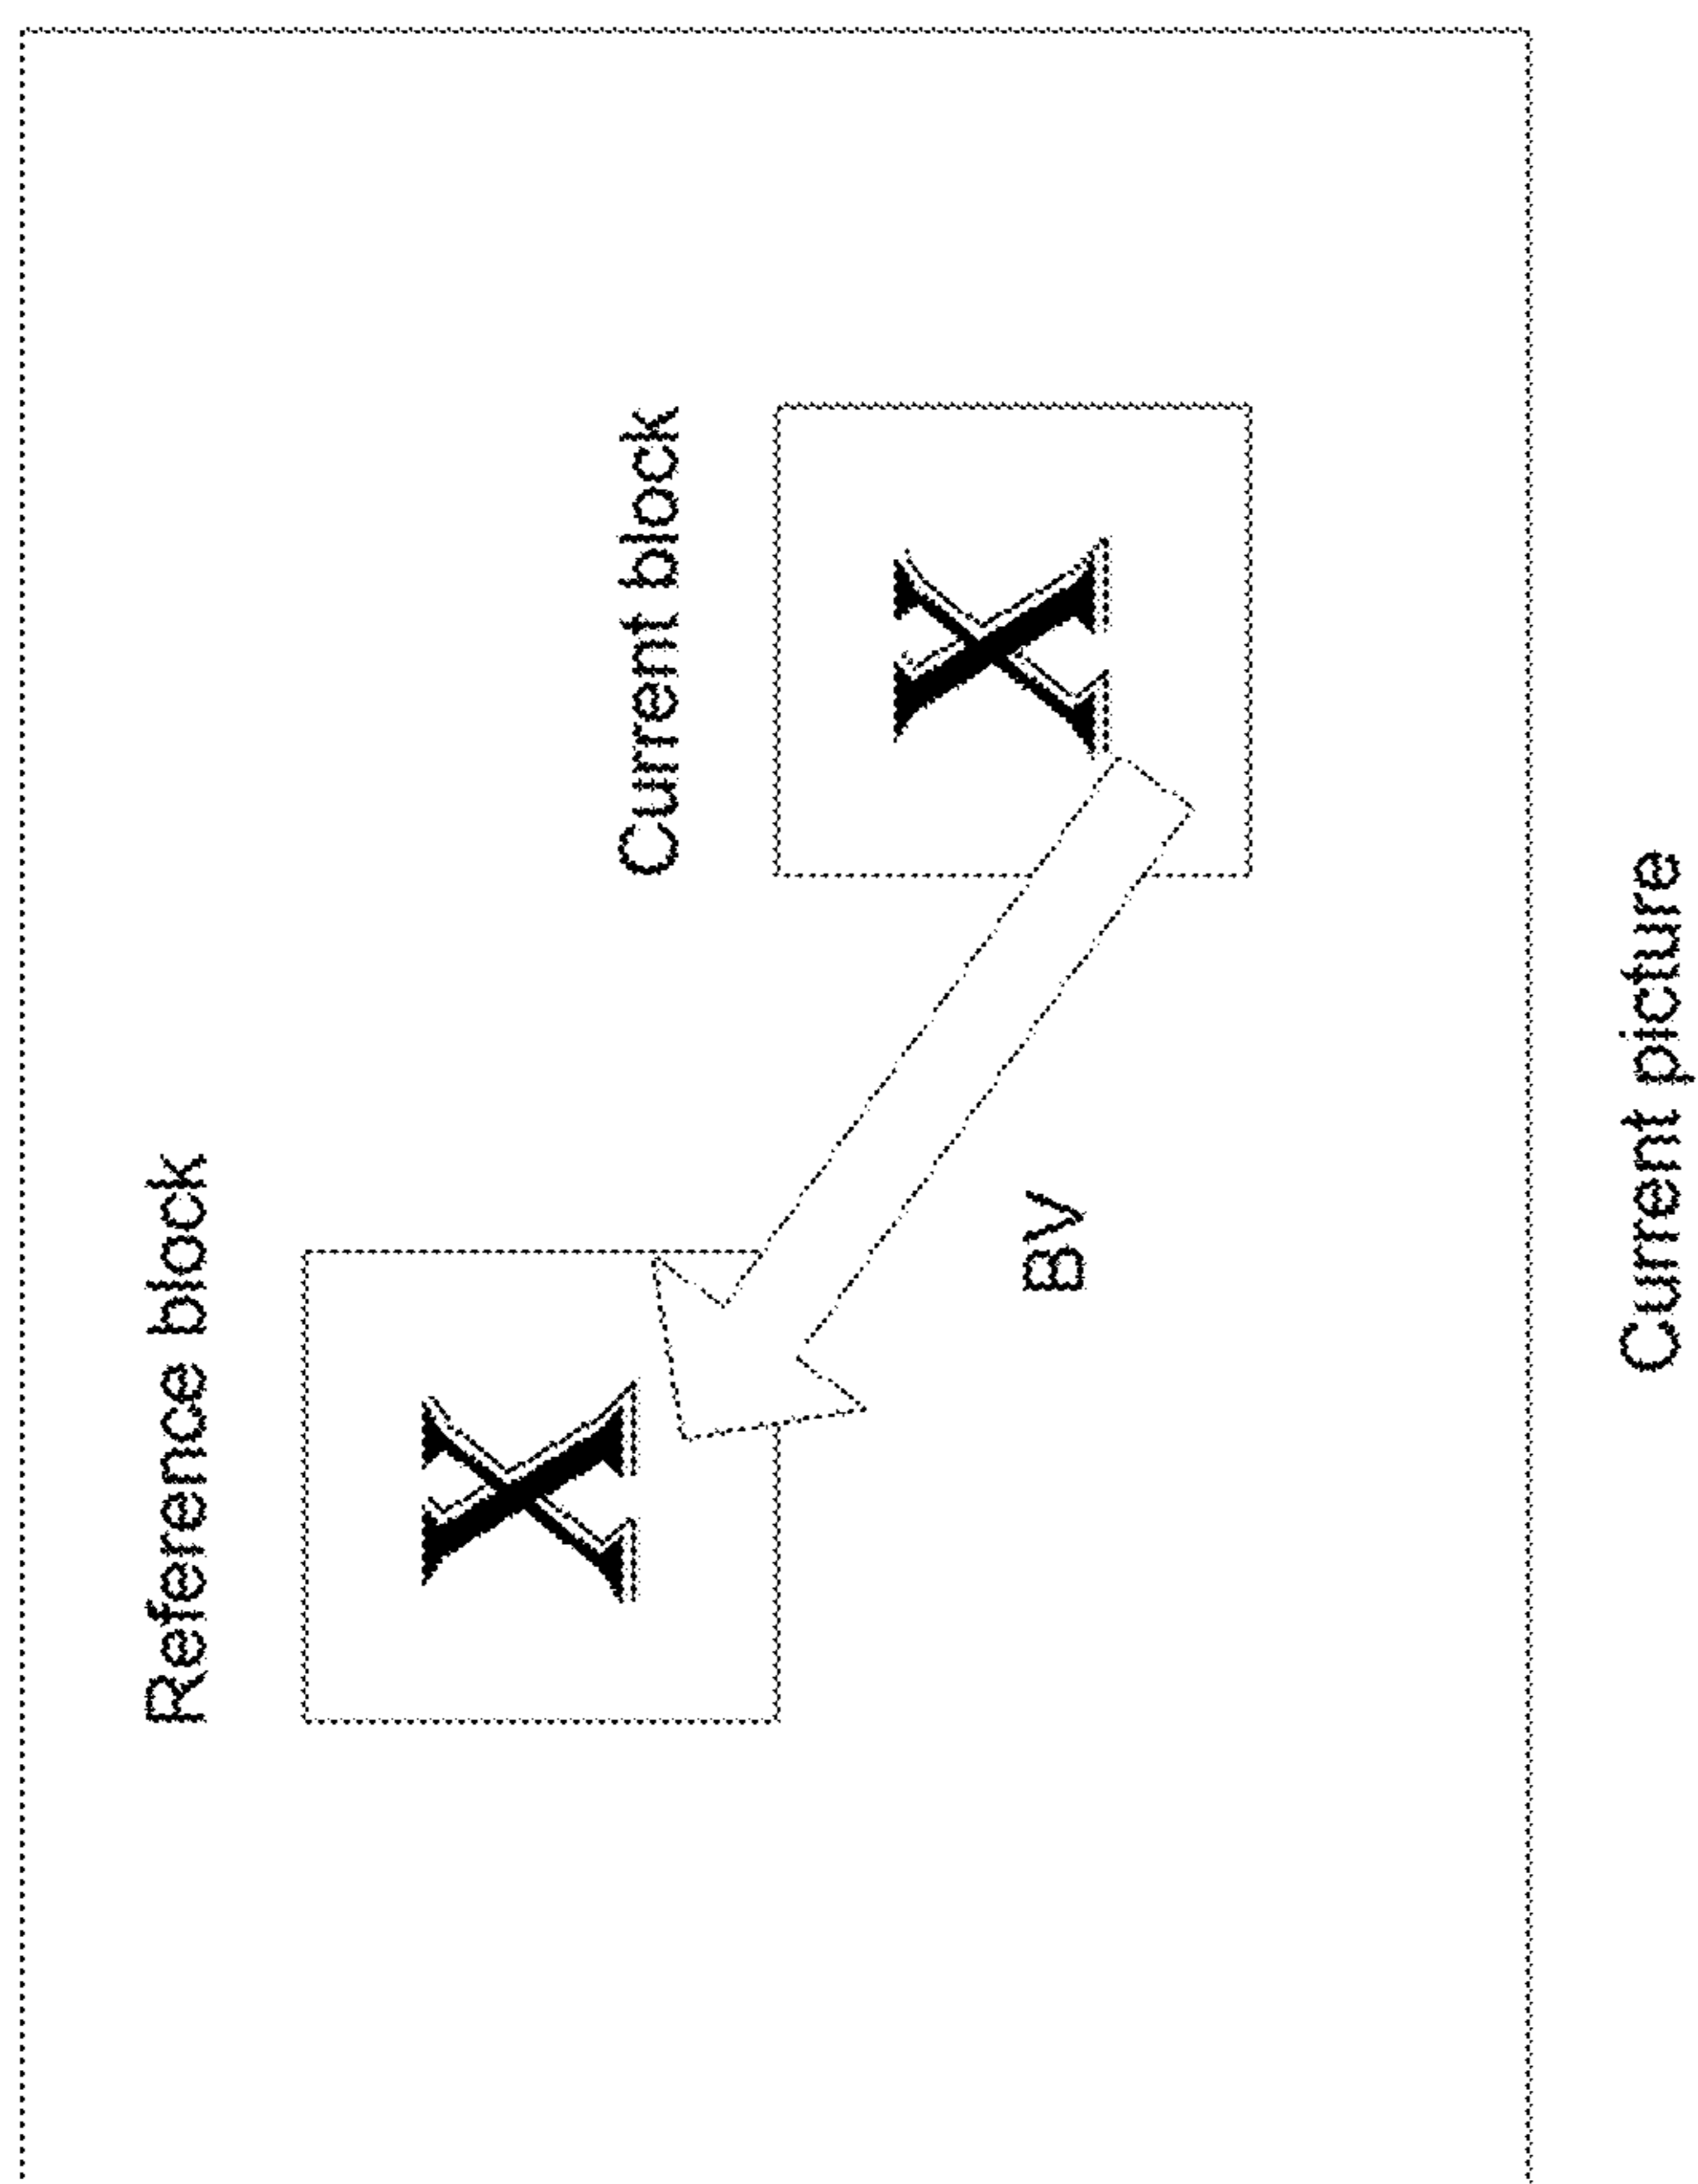 Reference block
X
Current block
X
BV
Current picture